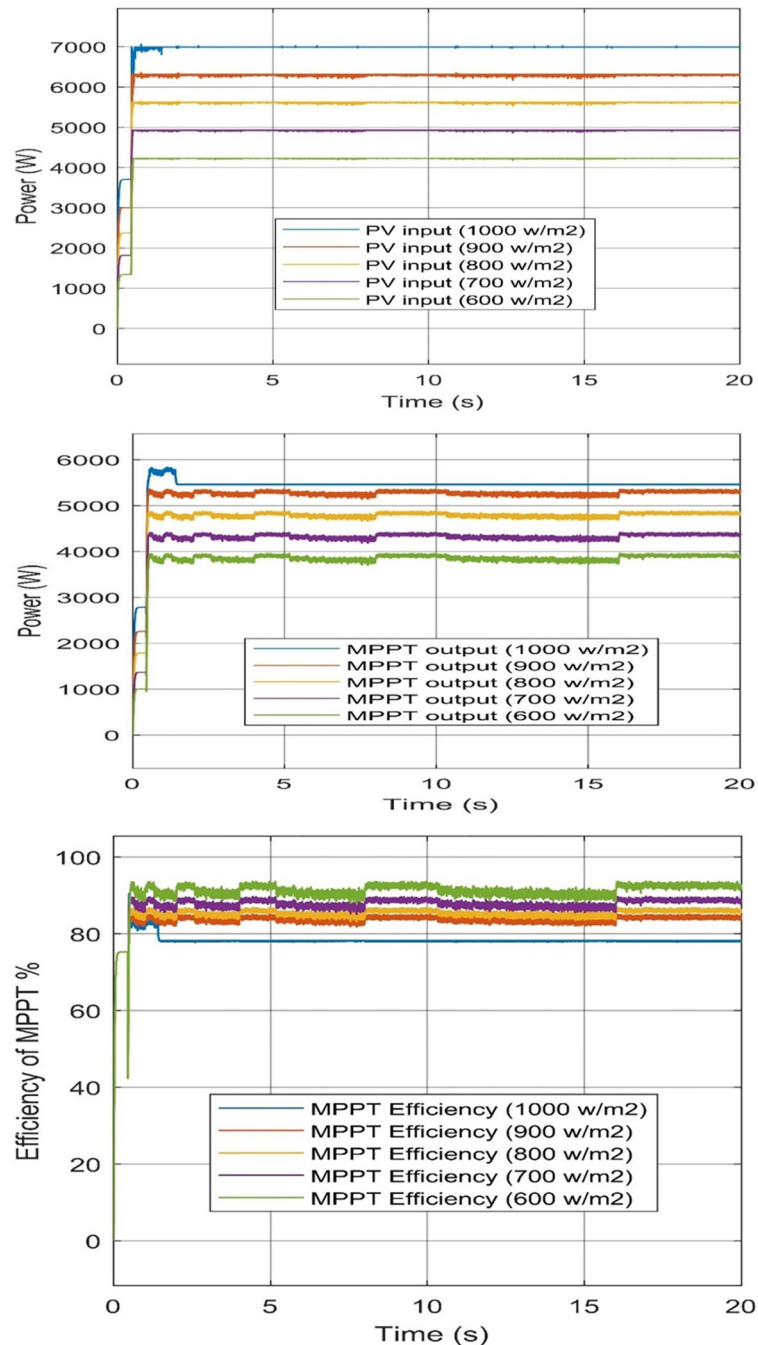 7000
6000
5000
4000
3000
2000
1000
0
Power (W)
PV input (1000 w/m2)
PV input (900 w/m2)
PV input (800 w/m2)
PV input (700 w/m2)
PV input (600 w/m2)
0 5 10 15 20
Time (s)
6000
5000
4000
3000
2000
1000
0
Power (W)
MPPT output (1000 w/m2)
MPPT output (900 w/m2)
MPPT output (800 w/m2)
MPPT output (700 w/m2)
MPPT output (600 w/m2)
0 5 10 15 20
Time (s)
100
80
60
40
20
0
Efficiency of MPPT %
MPPT Efficiency (1000 w/m2)
MPPT Efficiency (900 w/m2)
MPPT Efficiency (800 w/m2)
MPPT Efficiency (700 w/m2)
MPPT Efficiency (600 w/m2)
0 5 10 15 20
Time (s)